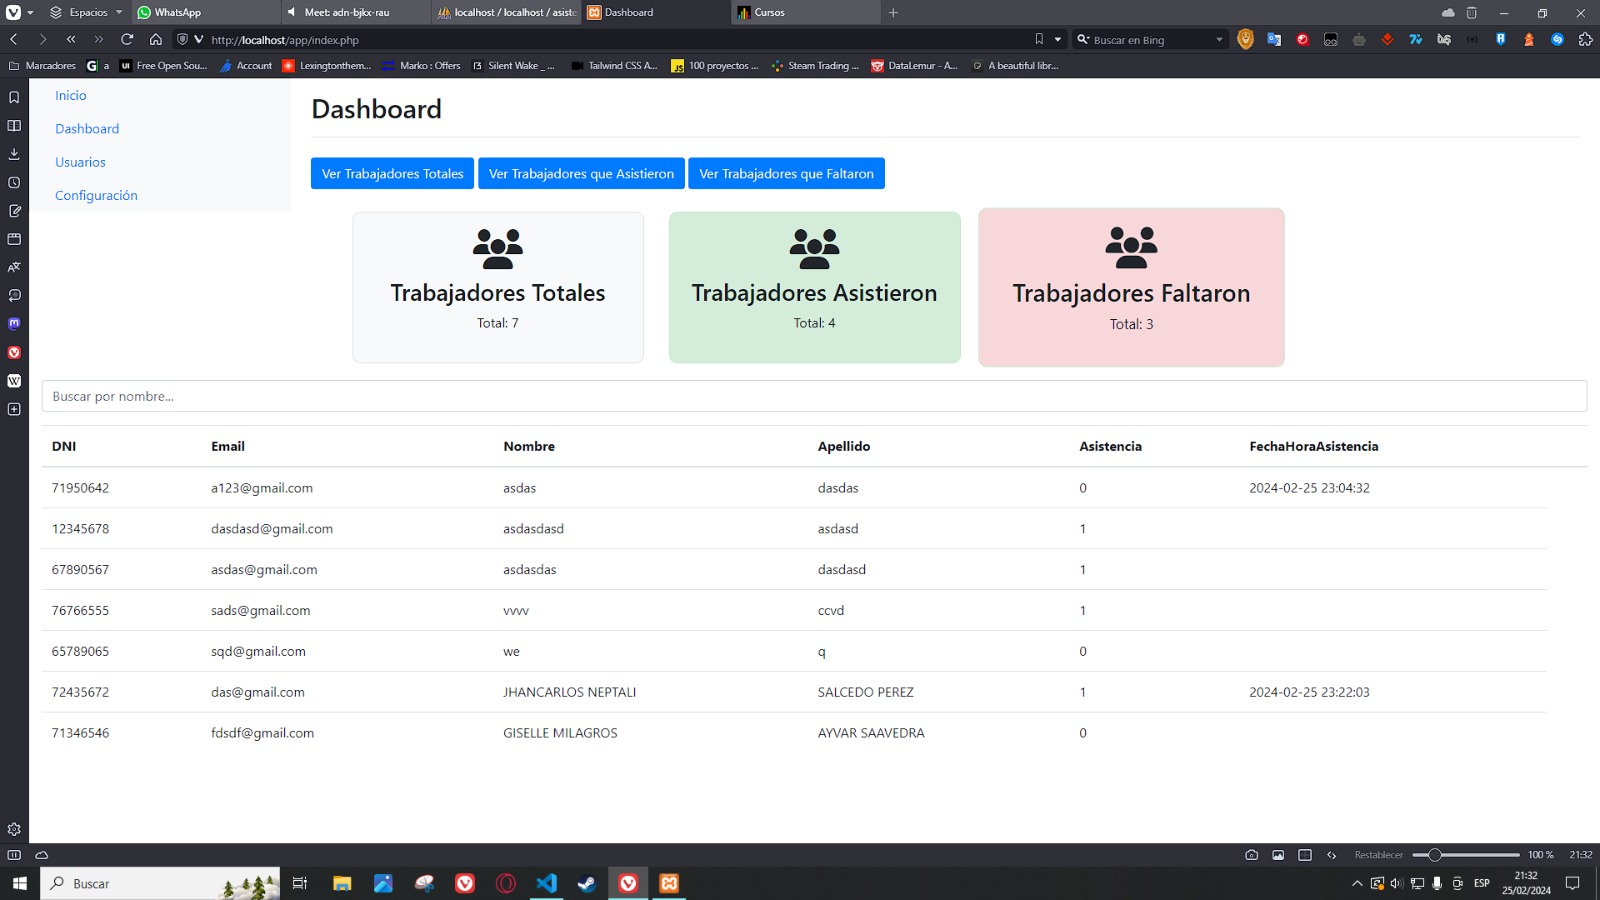 Espacios
WhatsApp
Meet: adn-bjkx-rau
localhost / localhost / asiste
Dashboard
Cursos
http://localhost/app/index.php
Buscar en Bing
Marcadores
G a
UI Free Open Sou...
Account
Lexingtonthem...
Marko : Offers
Silent Wake _ ...
Tailwind CSS A...
JS 100 proyectos ...
Steam Trading ...
DataLemur - A...
A beautiful libr...
Inicio
Dashboard
Usuarios
Configuración
Dashboard
Ver Trabajadores Totales
Ver Trabajadores que Asistieron
Ver Trabajadores que Faltaron
Trabajadores Totales
Total: 7
Trabajadores Asistieron
Total: 4
Trabajadores Faltaron
Total: 3
Buscar por nombre...
DNI Email Nombre Apellido Asistencia FechaHoraAsistencia
71950642 a123@gmail.com asdas dasdas 0 2024-02-25 23:04:32
12345678 dasdasd@gmail.com asdasdasd asdasd 1
67890567 asdas@gmail.com asdasdas dasdasd 1
76766555 sads@gmail.com vvvv ccvd 1
65789065 sqd@gmail.com we q 0
72435672 das@gmail.com JHANCARLOS NEPTALI SALCEDO PEREZ 1 2024-02-25 23:22:03
71346546 fdsdf@gmail.com GISELLE MILAGROS AYVAR SAAVEDRA 0
Restablecer 100 % 21:32
Buscar
ESP
21:32
25/02/2024